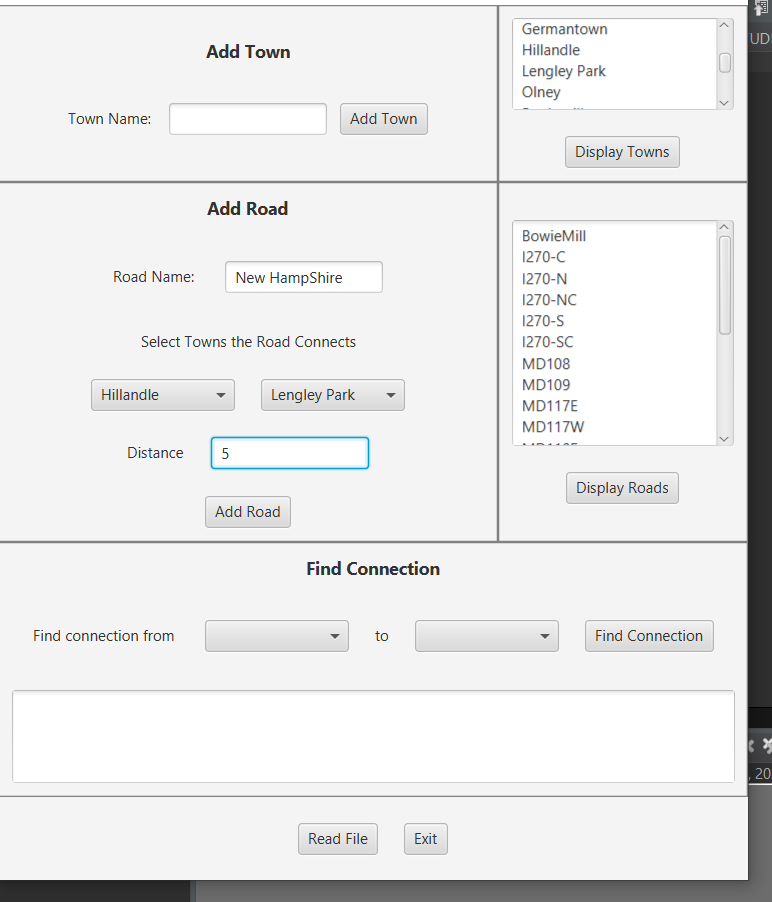 Add Town
Town Name:
Add Town
Germantown
Hillandle
Lengley Park
Olney
Display Towns
Add Road
Road Name:
New HampShire
Select Towns the Road Connects
Hillandle
Lengley Park
Distance
5
Add Road
BowieMill
I270-C
I270-N
I270-NC
I270-S
I270-SC
MD108
MD109
MD117E
MD117W
Display Roads
Find Connection
Find connection from
to
Find Connection
Read File
Exit
UD
, 20